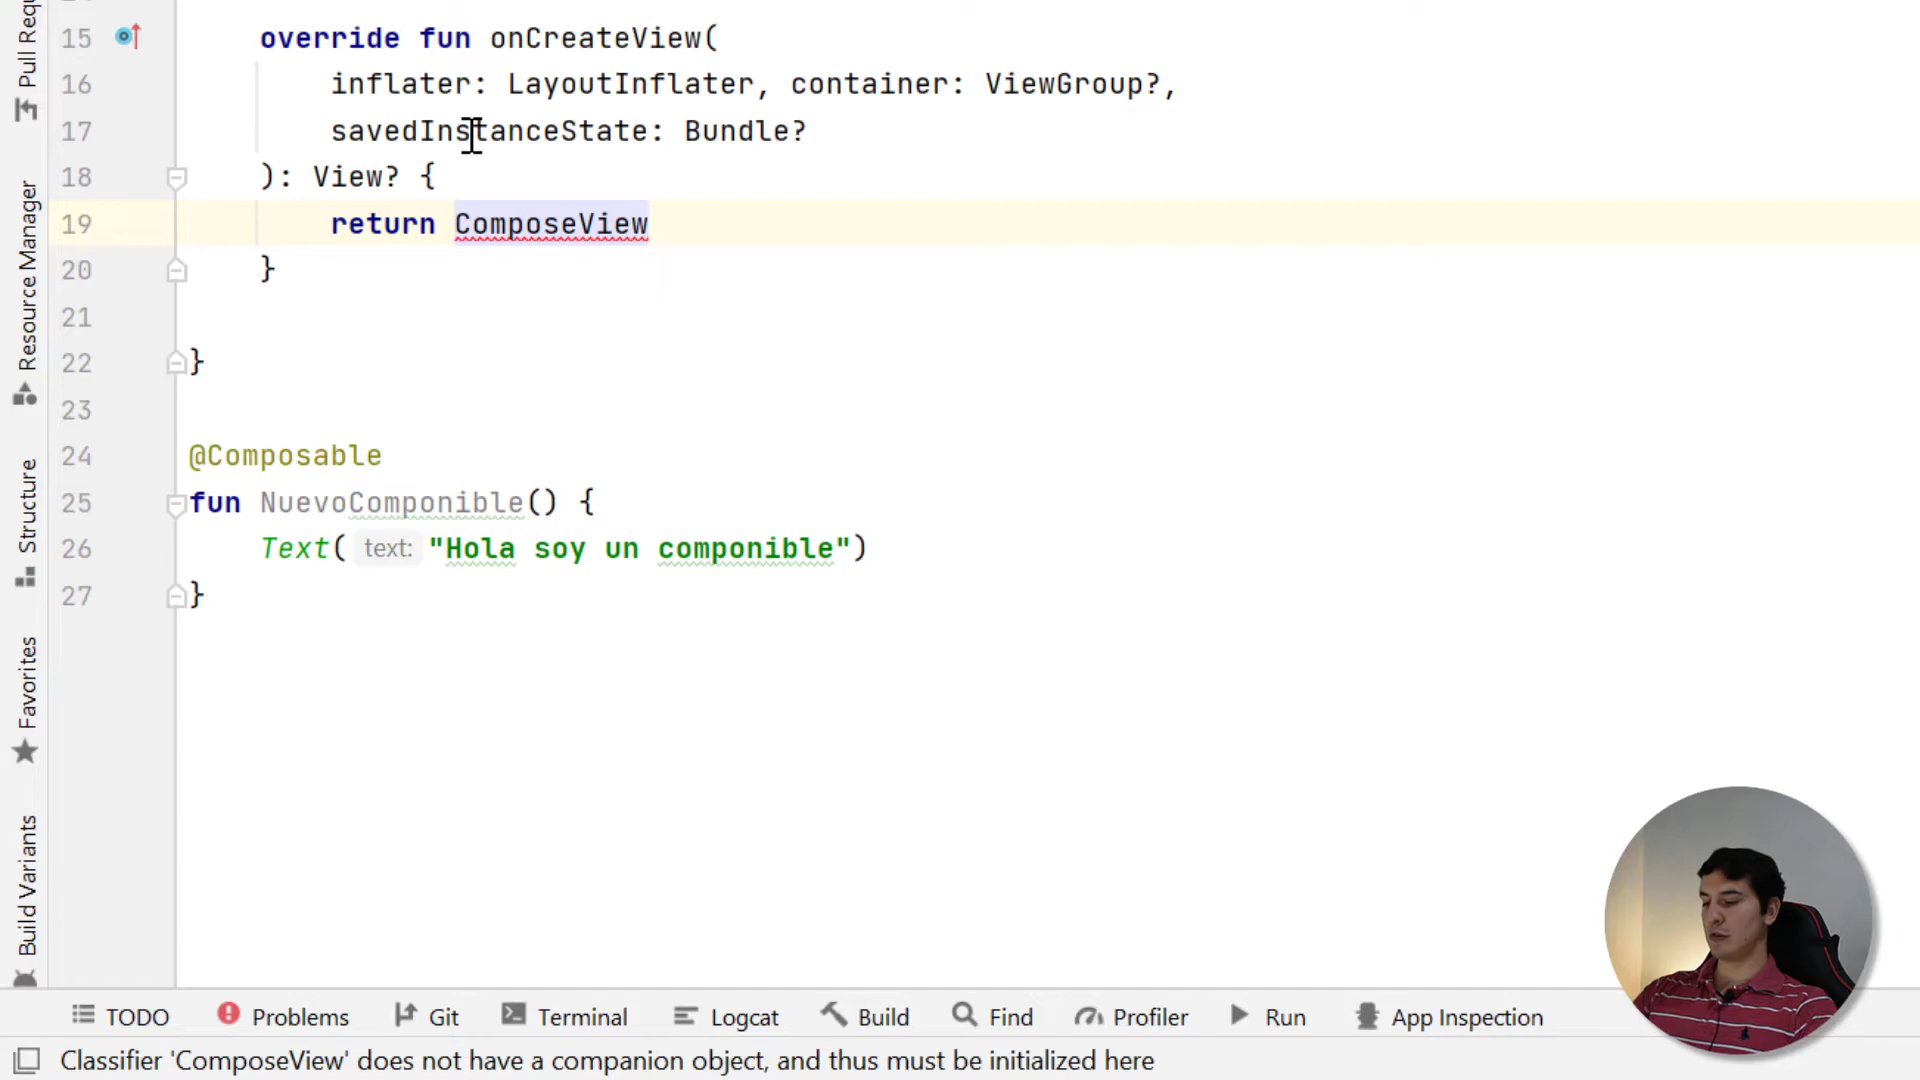 Pull Requ
Resource Manager
Structure
Favorites
Build Variants
15 override fun onCreateView(
16 inflater: LayoutInflater, container: ViewGroup?,
17 savedInstanceState: Bundle?
18 ): View? {
19 return ComposeView
20 }
21
22 }
23
24 @Composable
25 fun NuevoComponible() {
26 Text( text: "Hola soy un componible")
27 }
TODO Problems Git Terminal Logcat Build Find Profiler Run App Inspection
Classifier 'ComposeView' does not have a companion object, and thus must be initialized here